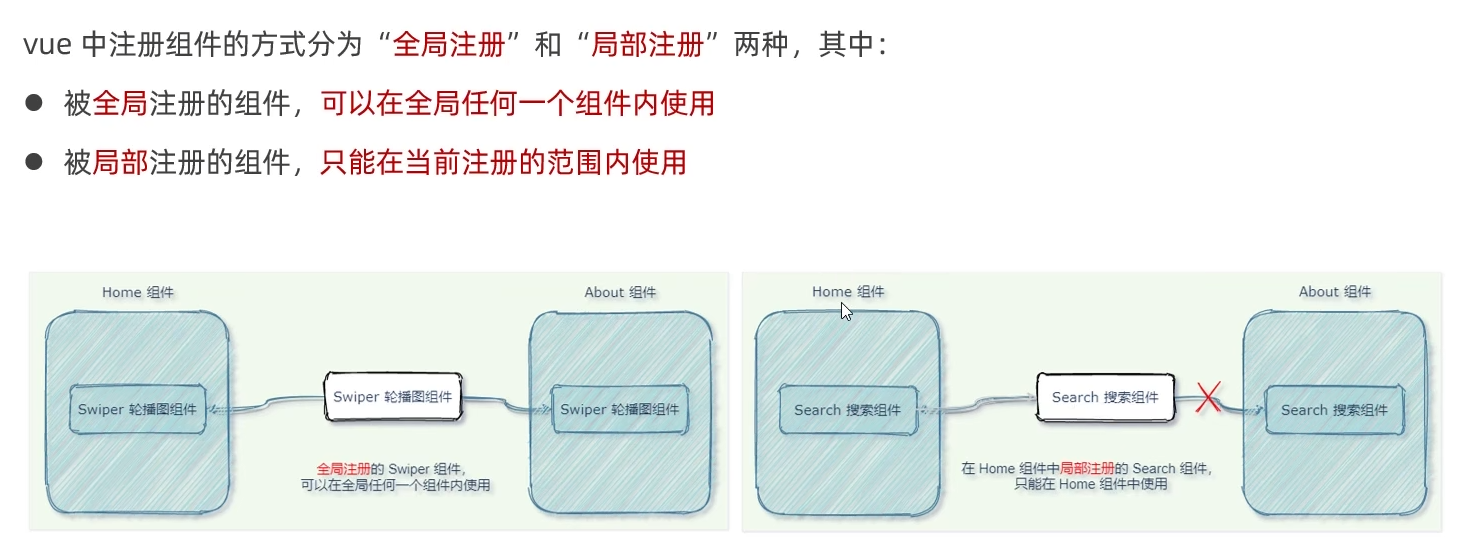 vue 中注册组件的方式分为“全局注册”和“局部注册”两种，其中：
● 被全局注册的组件，可以在全局任何一个组件内使用
● 被局部注册的组件，只能在当前注册的范围内使用
Home 组件
About 组件
Swiper 轮播图组件
Swiper 轮播图组件
Swiper 轮播图组件
全局注册的 Swiper 组件，
可以在全局任何一个组件内使用
Home 组件
About 组件
Search 搜索组件
Search 搜索组件
Search 搜索组件
在 Home 组件中局部注册的 Search 组件，
只能在 Home 组件中使用